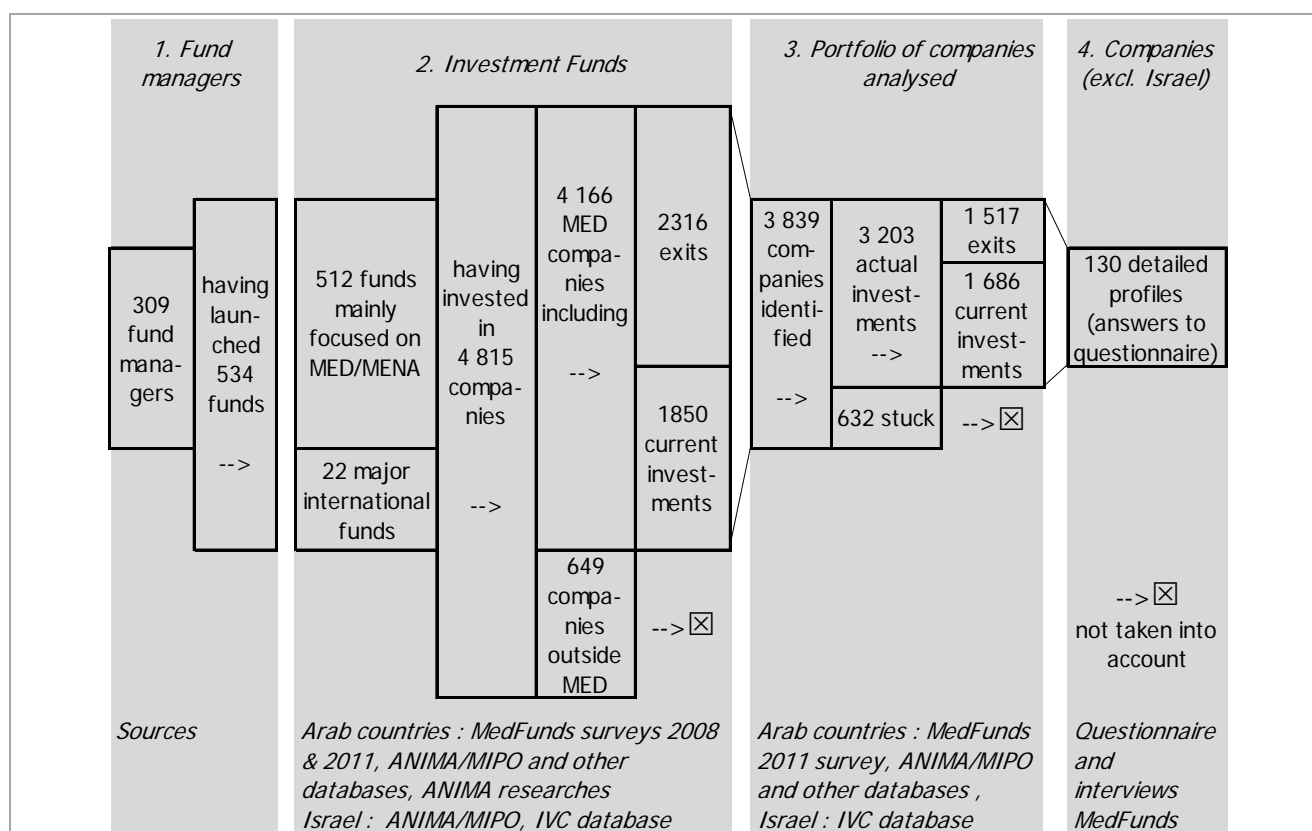 1. Fund
managers
2. Investment Funds
3. Portfolio of companies
analysed
4. Companies
(excl. Israel)
309
fund
mana-
gers
having
laun-
ched
534
funds
-->
512 funds
mainly
focused on
MED/MENA
22 major
international
funds
having
invested
in
4 815
compa-
nies
-->
4 166
MED
compa-
nies
including
-->
649
compa-
nies
outside
MED
2316
exits
1850
current
invest-
ments
--> ☒
3 839
com-
panies
identi-
fied
-->
3 203
actual
invest-
ments
-->
632 stuck
1 517
exits
1 686
current
invest-
ments
--> ☒
130 detailed
profiles
(answers to
questionnaire)
--> ☒
not taken into
account
Sources
Arab countries : MedFunds surveys 2008
& 2011, ANIMA/MIPO and other
databases, ANIMA researches
Israel : ANIMA/MIPO, IVC database
Arab countries : MedFunds
2011 survey, ANIMA/MIPO
and other databases ,
Israel : IVC database
Questionnaire
and
interviews
MedFunds